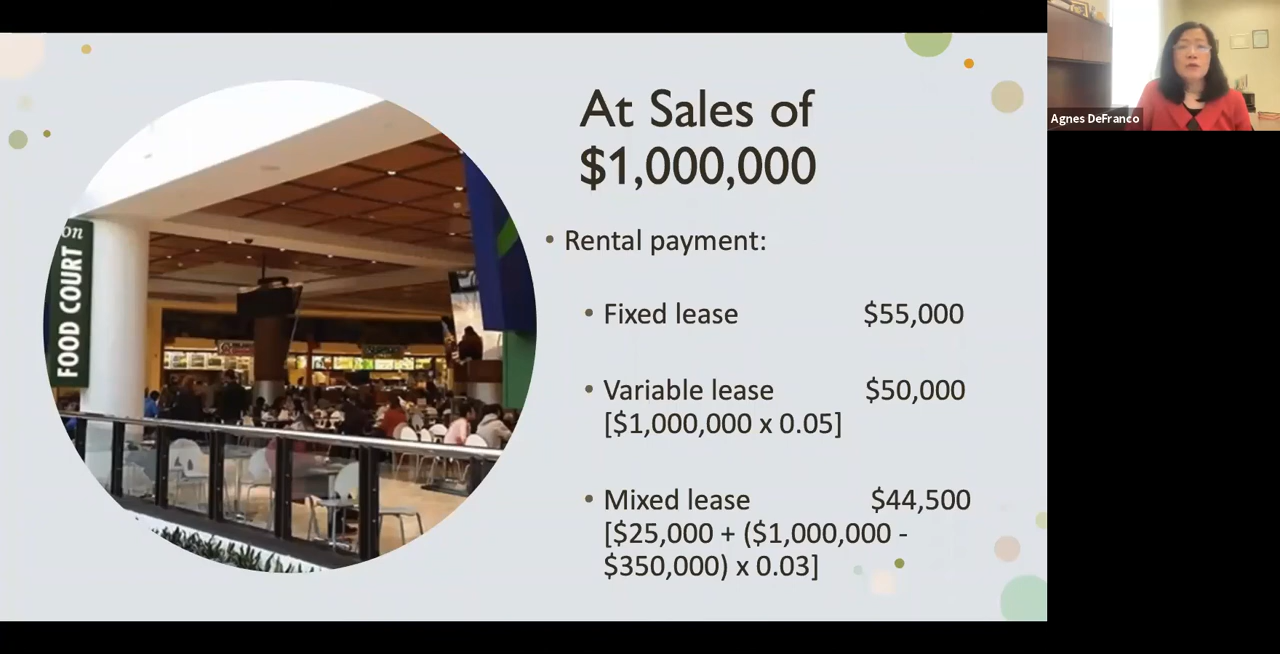 At Sales of
$1,000,000
• Rental payment:
• Fixed lease $55,000
• Variable lease $50,000
[$1,000,000 x 0.05]
• Mixed lease $44,500
[$25,000 + ($1,000,000 -
$350,000) x 0.03]
on
FOOD COURT
Agnes DeFranco